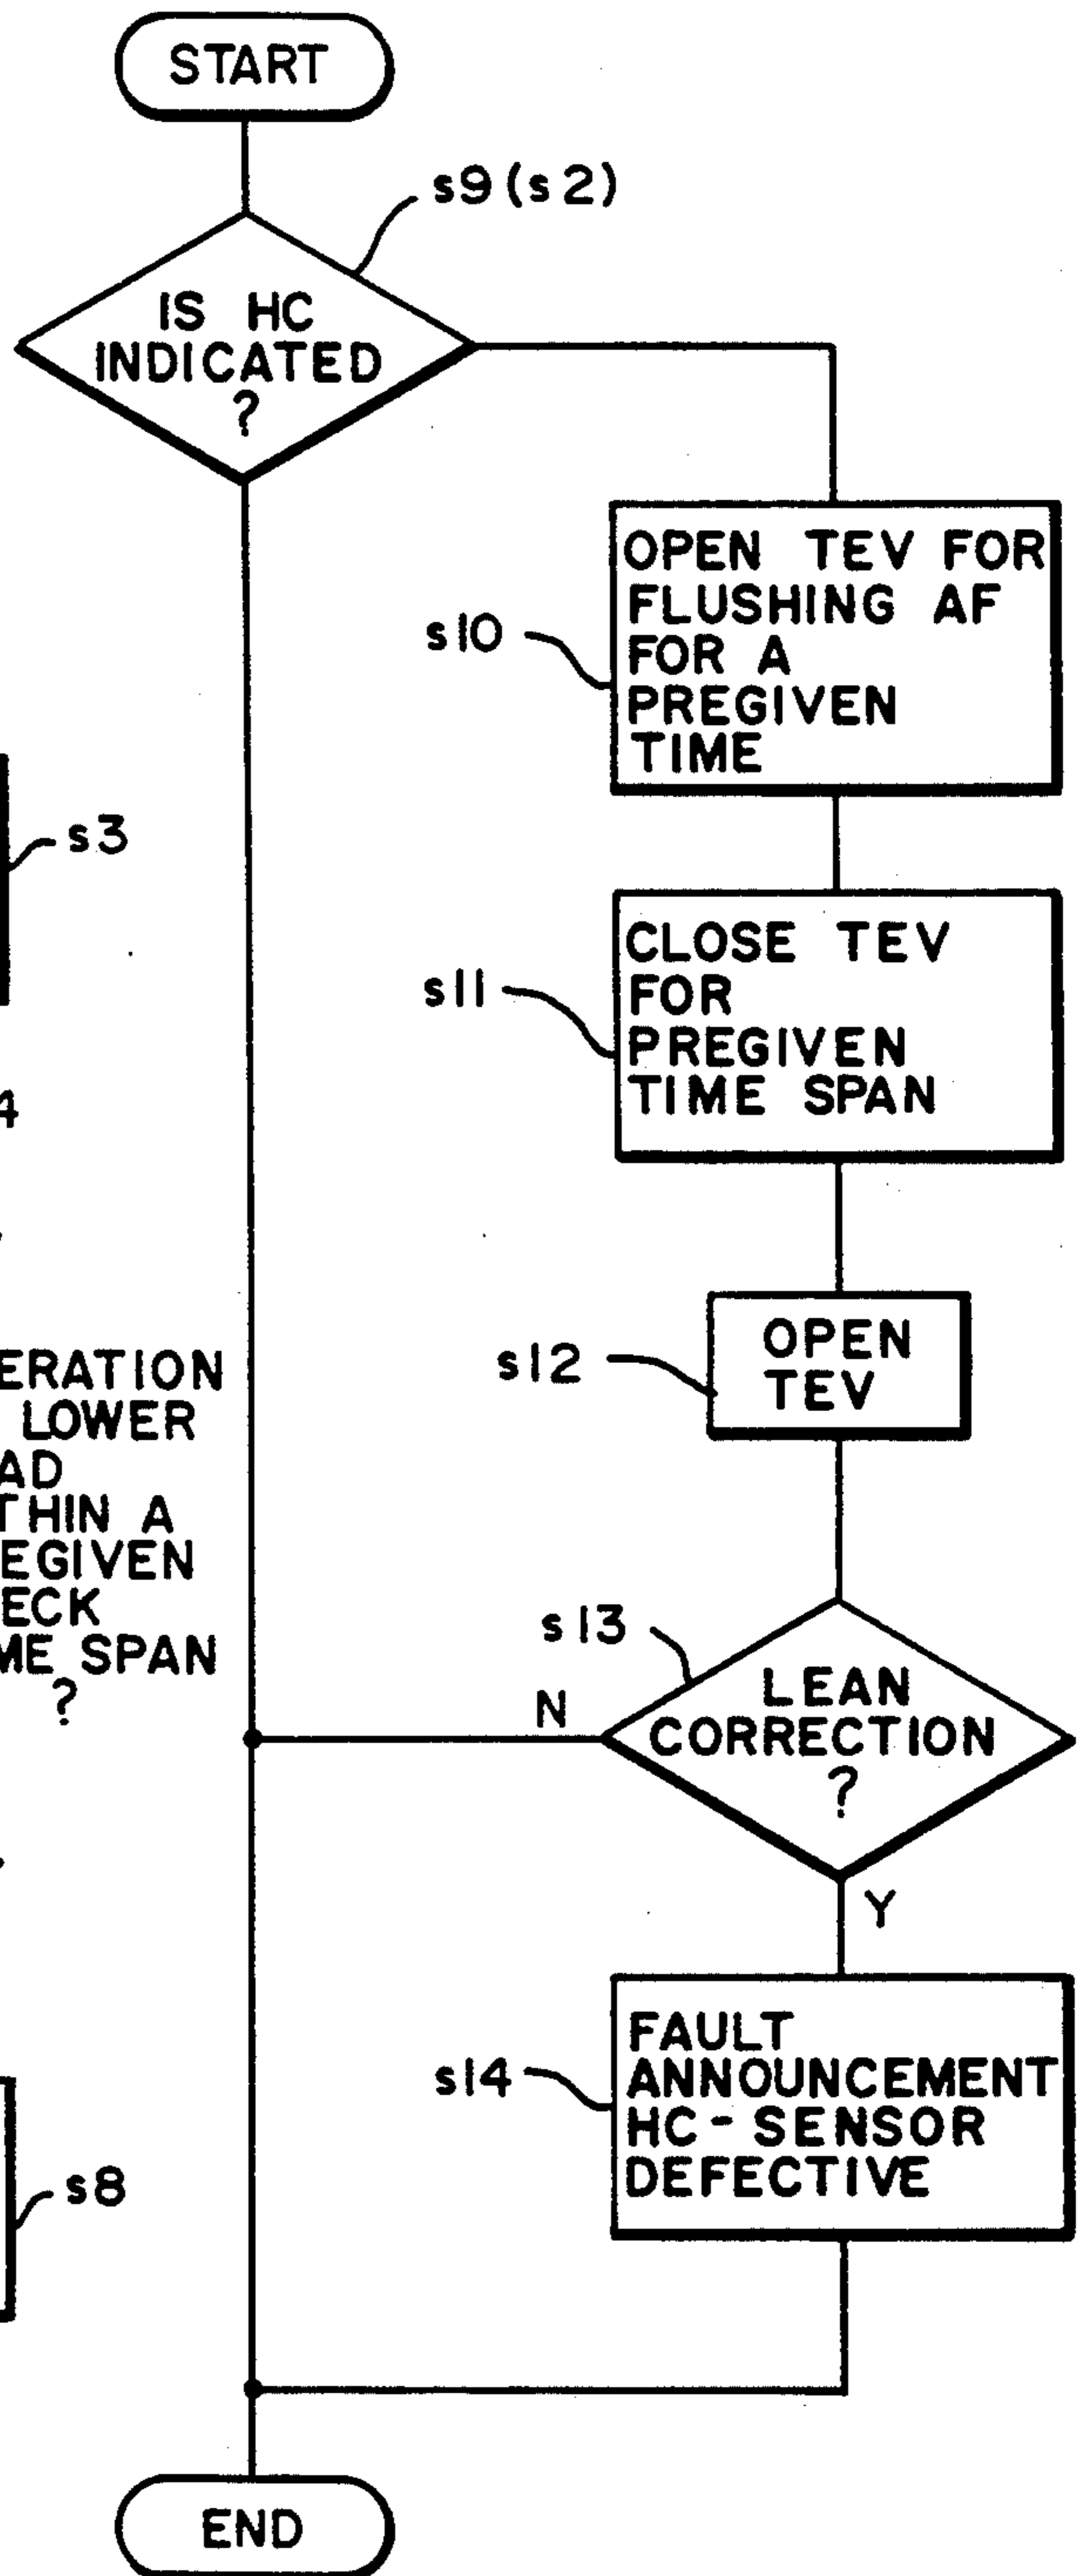 START
s9(s2)
IS HC
INDICATED
?
OPEN TEV FOR
FLUSHING AF
FOR A
PREGIVEN
TIME
s10
s3
CLOSE TEV
FOR
PREGIVEN
TIME SPAN
s11
4
OPEN
TEV
s12
ERATION
LOWER
AD
THIN A
EGIVEN
ECK
ME SPAN
?
s13
LEAN
CORRECTION
?
N
Y
FAULT
ANNOUNCEMENT
HC-SENSOR
DEFECTIVE
s14
s8
END